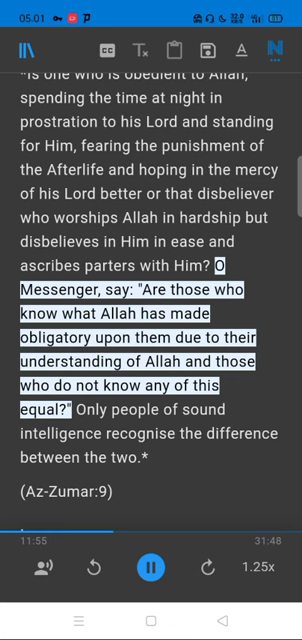 05.01
CC
"Is one who is obedient to Allah,
spending the time at night in
prostration to his Lord and standing
for Him, fearing the punishment of
the Afterlife and hoping in the mercy
of his Lord better or that disbeliever
who worships Allah in hardship but
disbelieves in Him in ease and
ascribes parters with Him? O
Messenger, say: "Are those who
know what Allah has made
obligatory upon them due to their
understanding of Allah and those
who do not know any of this
equal?" Only people of sound
intelligence recognise the difference
between the two.*
(Az-Zumar:9)
11:55 31:48
1.25x